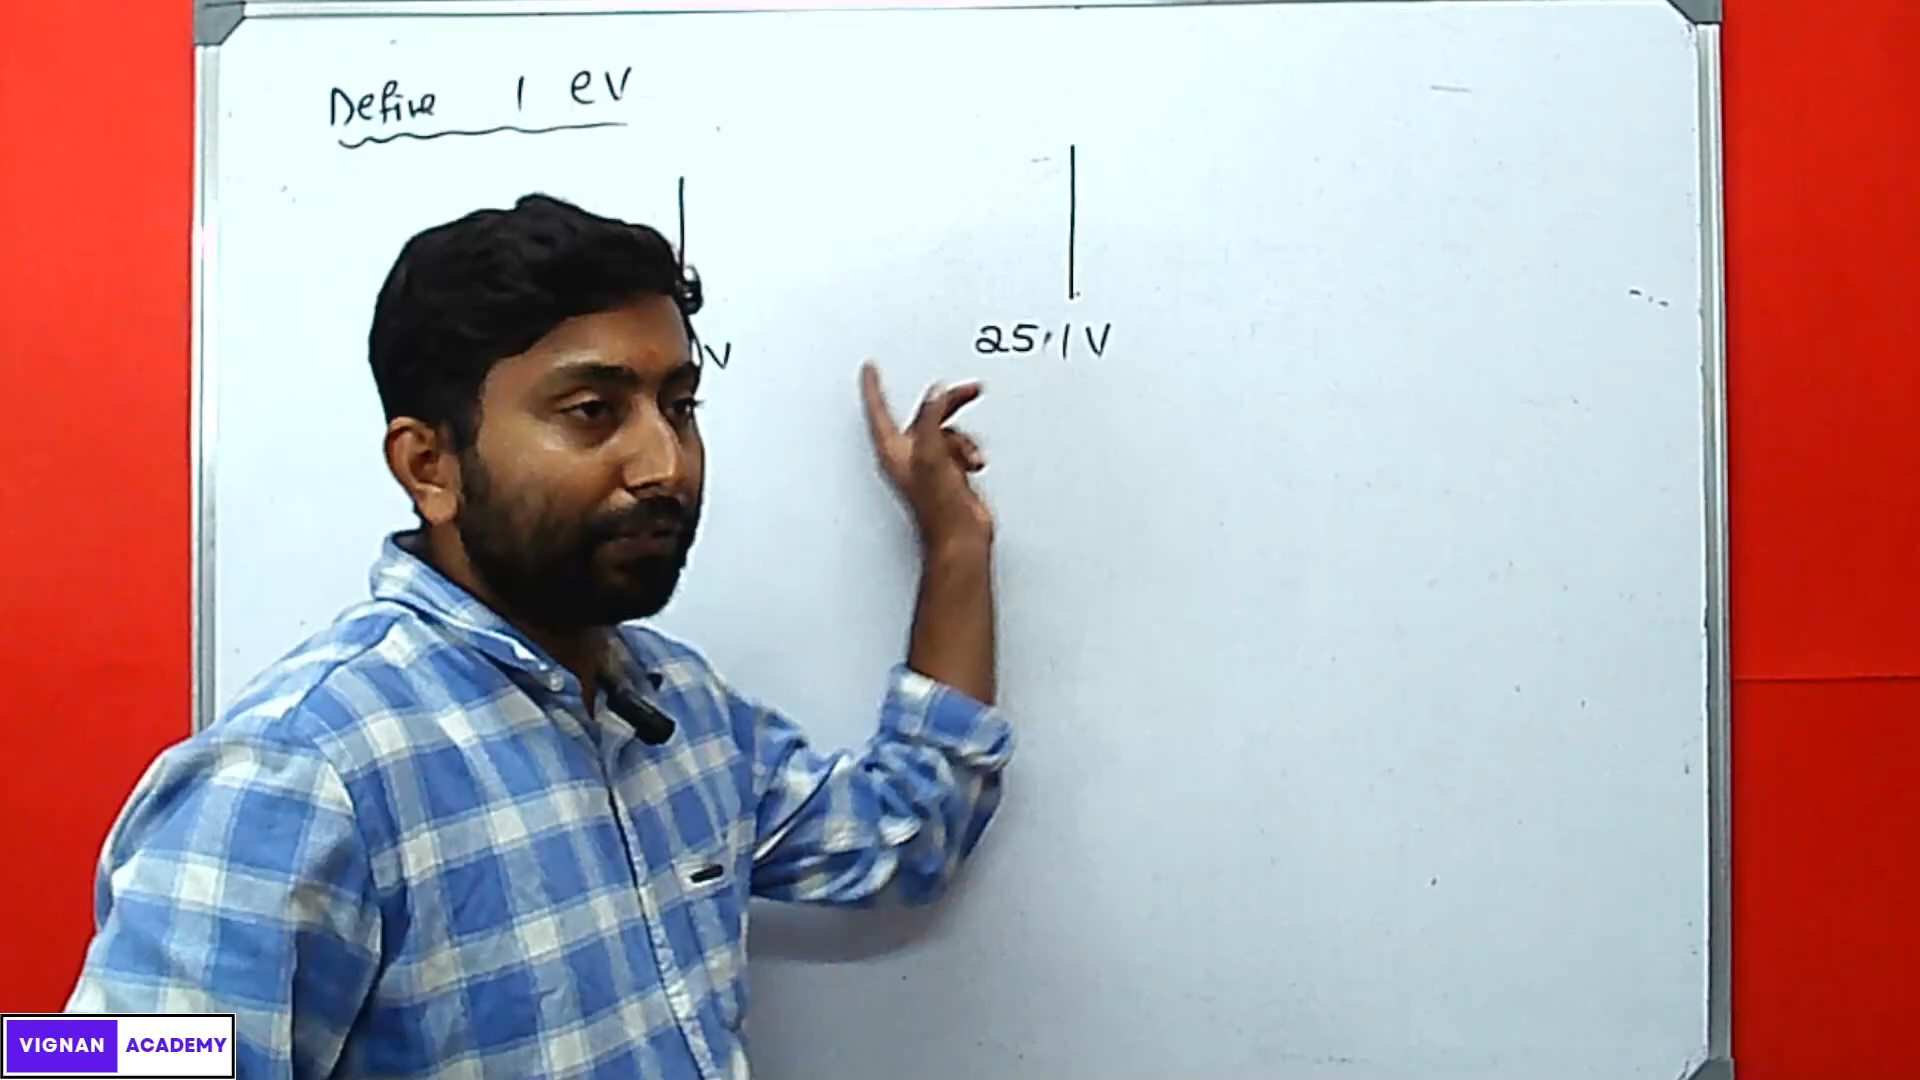 Define 1 eV
V
25.1 V
VIGNAN ACADEMY